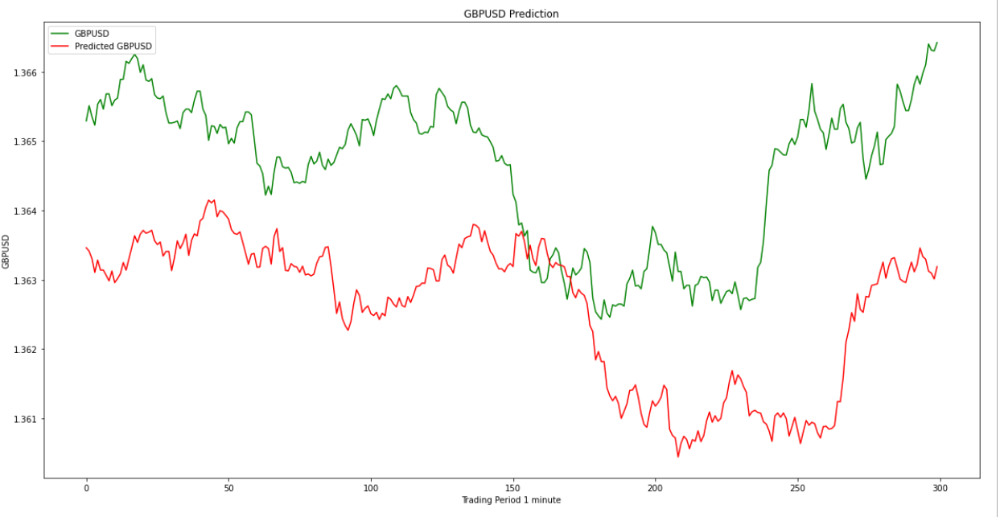 GBPUSD Prediction
GBPUSD
Predicted GBPUSD
1.366
1.365
1.364
1.363
1.362
1.361
GBPUSD
0 50 100 150 200 250 300
Trading Period 1 minute